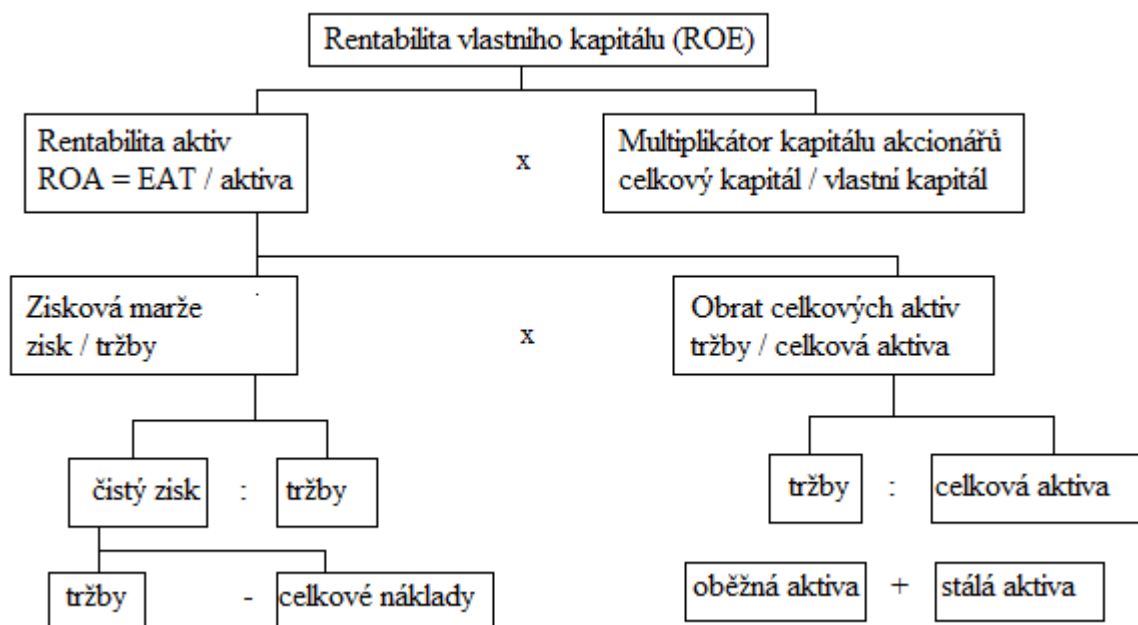 Rentabilita vlastního kapitálu (ROE)
Rentabilita aktiv
ROA = EAT / aktiva
x
Multiplikátor kapitálu akcionářů
celkový kapitál / vlastní kapitál
Zisková marže
zisk / tržby
x
Obrat celkových aktiv
tržby / celková aktiva
čistý zisk : tržby
tržby : celková aktiva
tržby - celkové náklady
oběžná aktiva + stálá aktiva